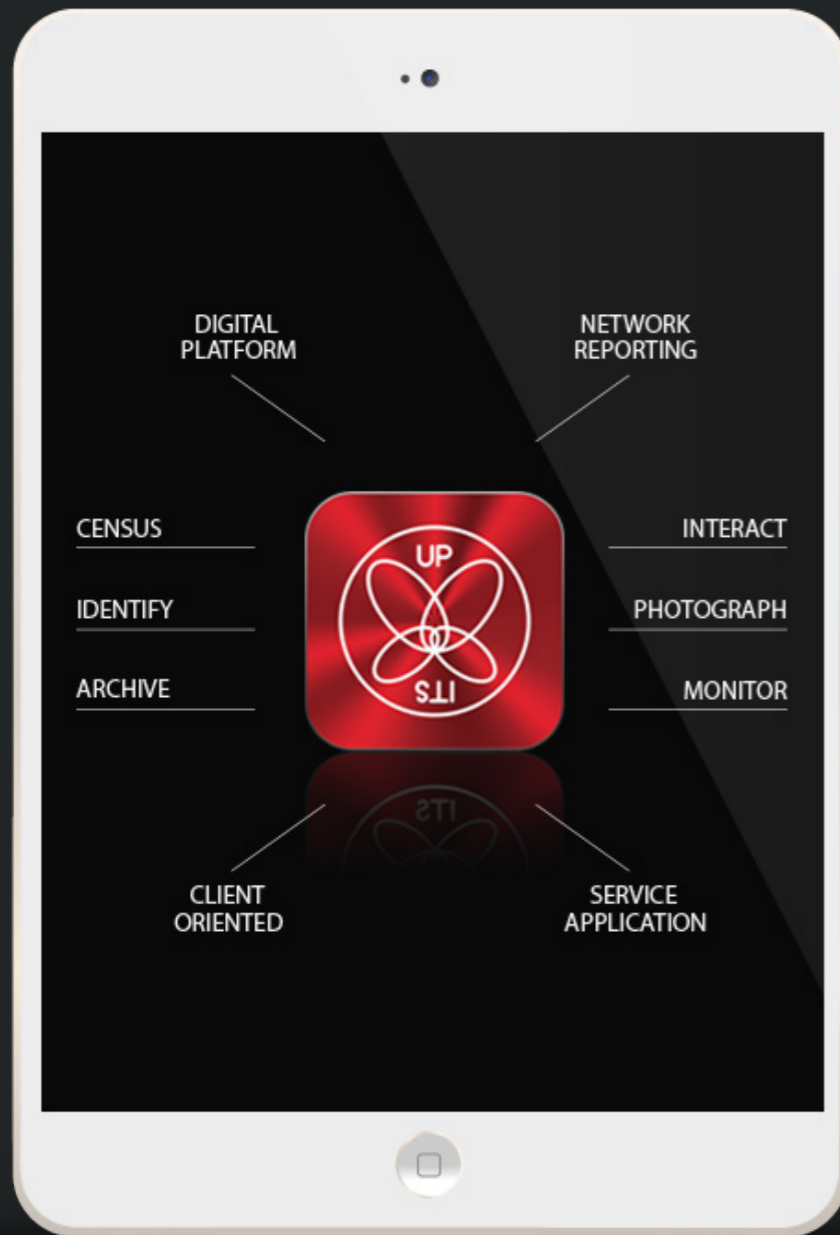 DIGITAL
PLATFORM
NETWORK
REPORTING
CENSUS
IDENTIFY
ARCHIVE
UP
ITS
INTERACT
PHOTOGRAPH
MONITOR
CLIENT
ORIENTED
SERVICE
APPLICATION